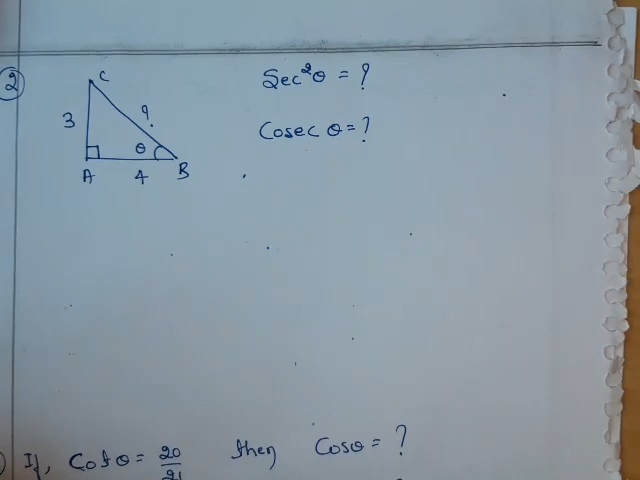 2
C
Sec²θ = ?
3
?
Cosec θ = ?
θ
A 4 B
If, Cotθ = 20/21 then Cosθ = ?